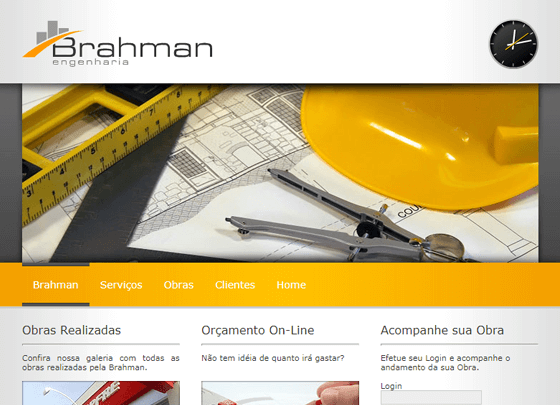 Brahman
engenharia
COU
Brahman Serviços Obras Clientes Home
Obras Realizadas
Confira nossa galeria com todas as
obras realizadas pela Brahman.
Orçamento On-Line
Não tem idéia de quanto irá gastar?
Acompanhe sua Obra
Efetue seu Login e acompanhe o
andamento da sua Obra.
Login